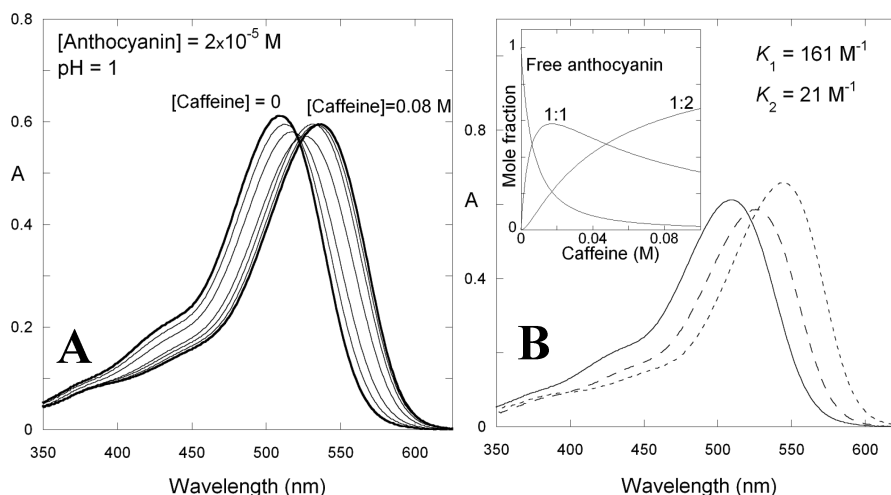 [Anthocyanin] = 2x10⁻⁵ M
pH = 1
[Caffeine] = 0
[Caffeine]=0.08 M
0.8
0.6
A
0.4
0.2
0
A
350 400 450 500 550 600
Wavelength (nm)
K₁ = 161 M⁻¹
K₂ = 21 M⁻¹
1
Free anthocyanin
1:1
1:2
Mole fraction
0
0 0.04 0.08
Caffeine (M)
0.8
A
0.4
0
B
350 400 450 500 550 600
Wavelength (nm)